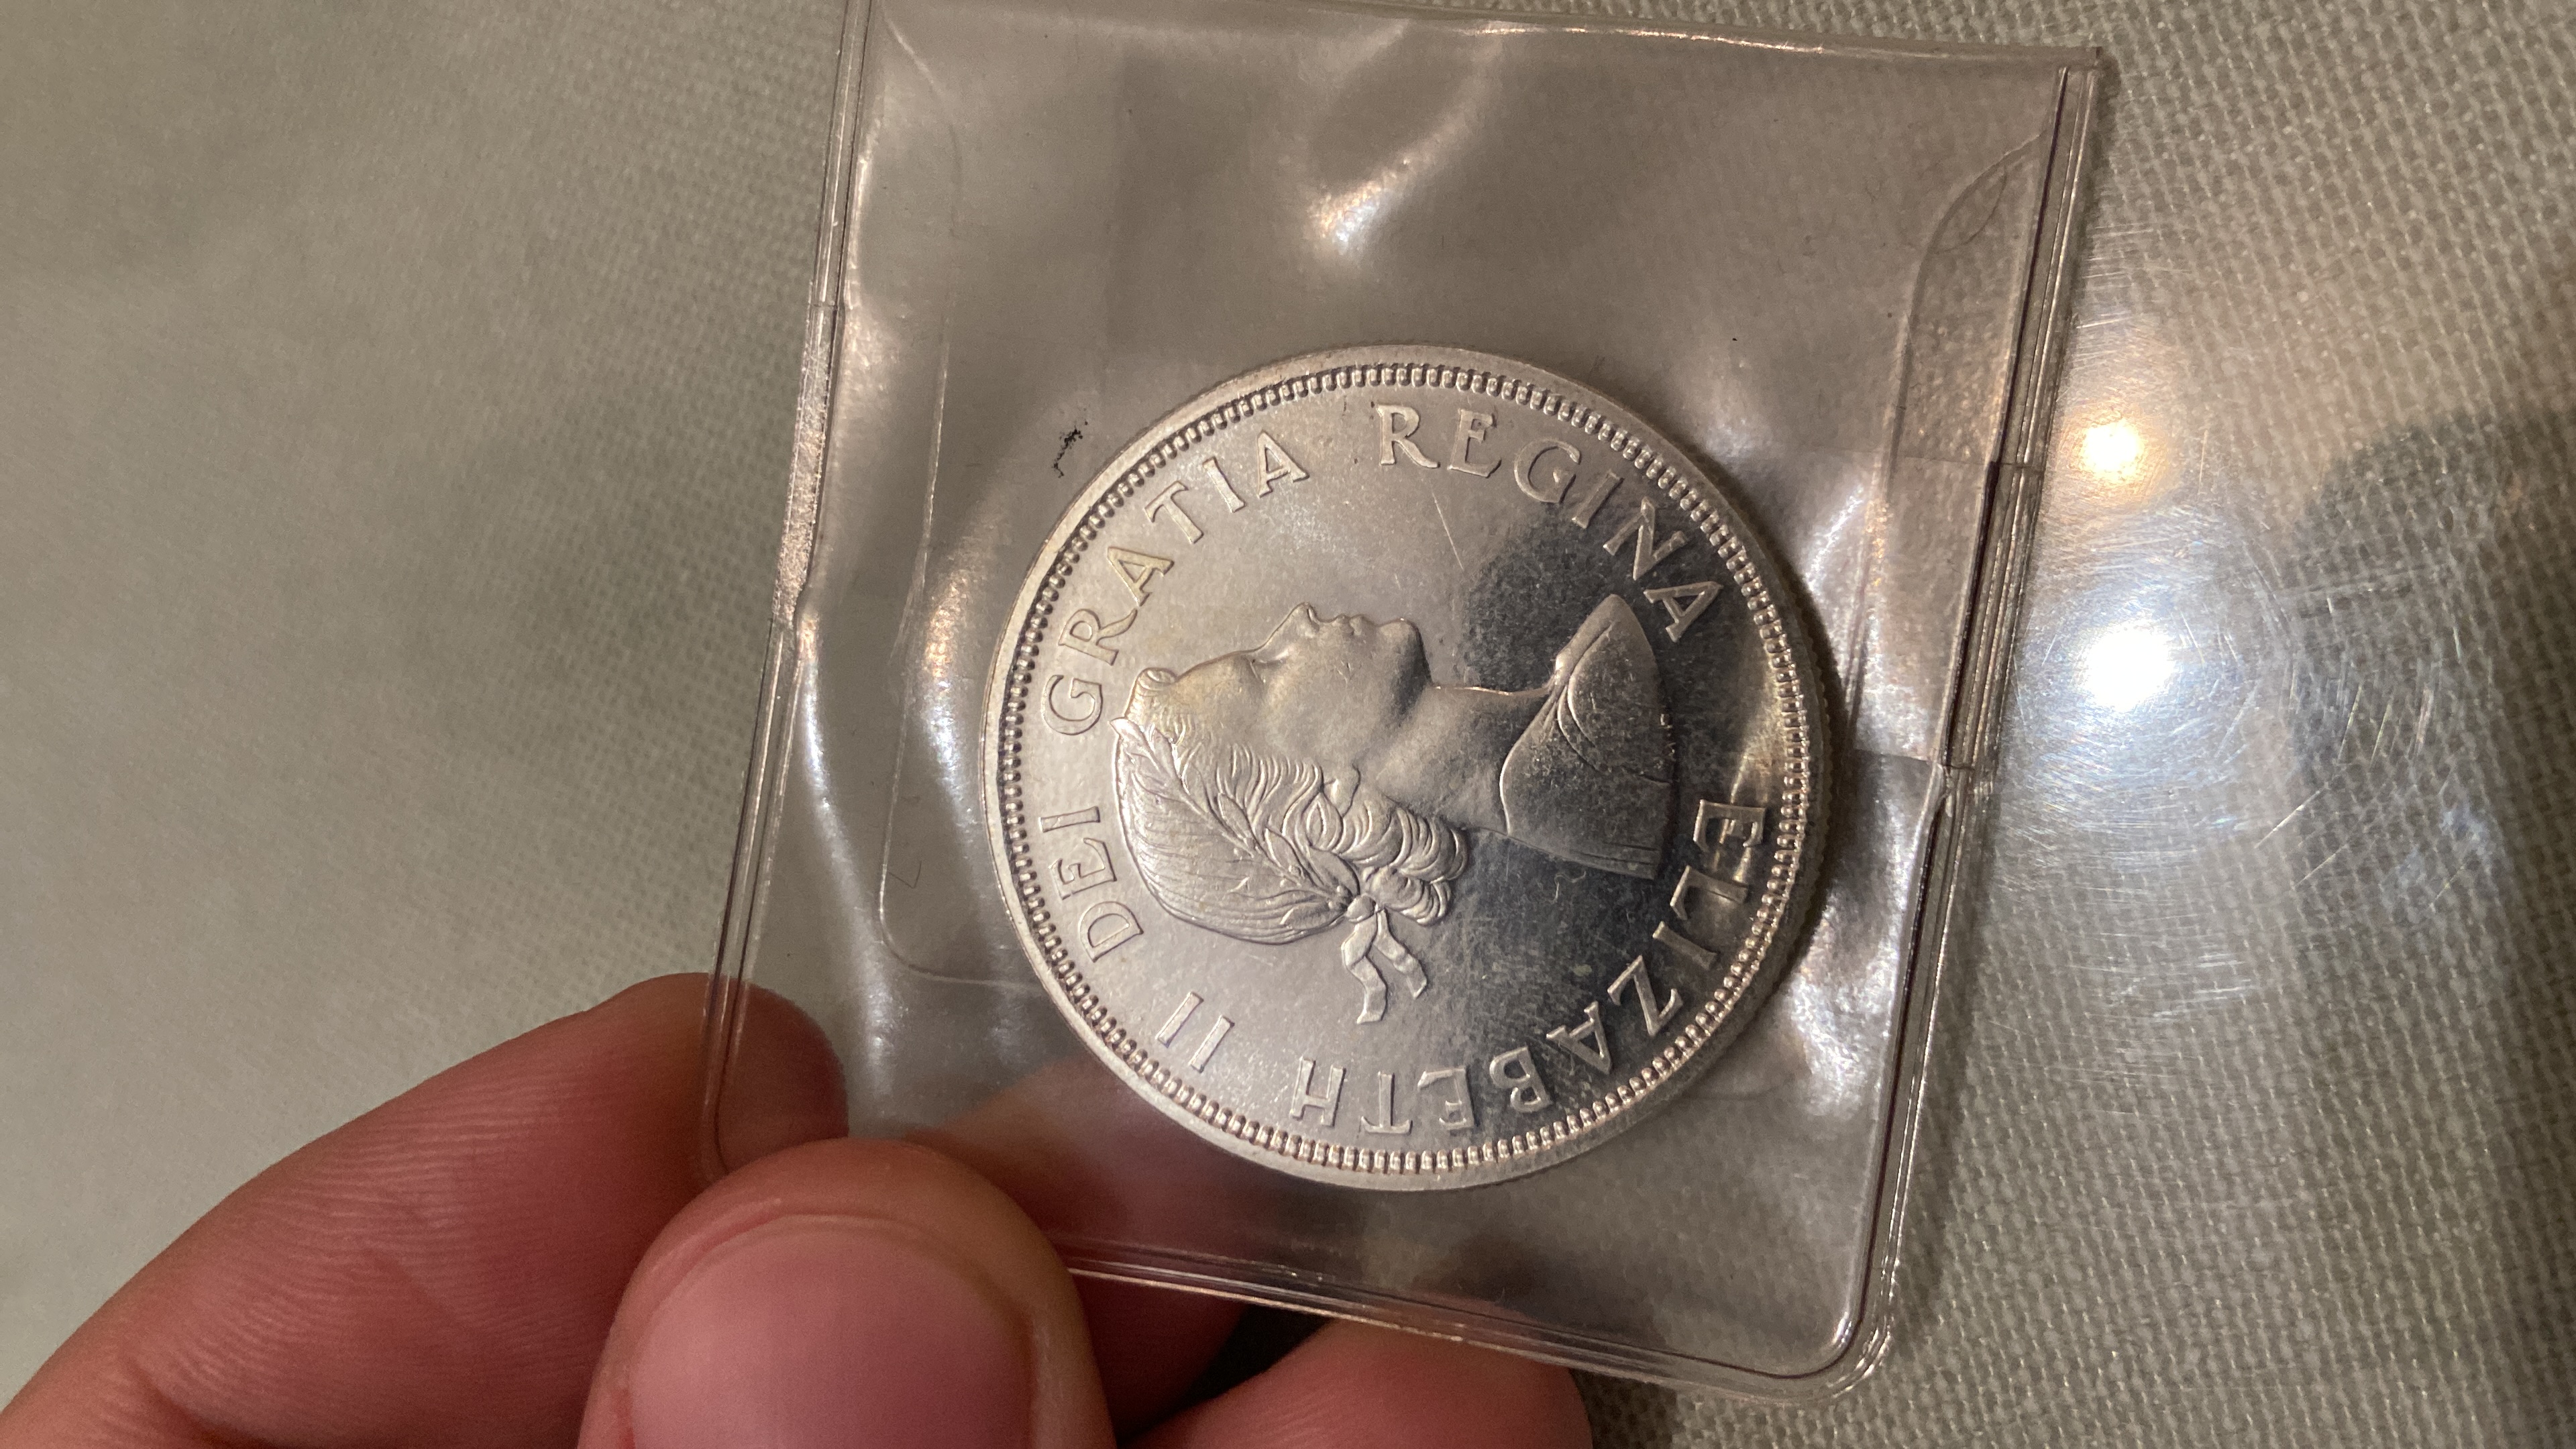 ELIZABETH II DEI GRATIA REGINA